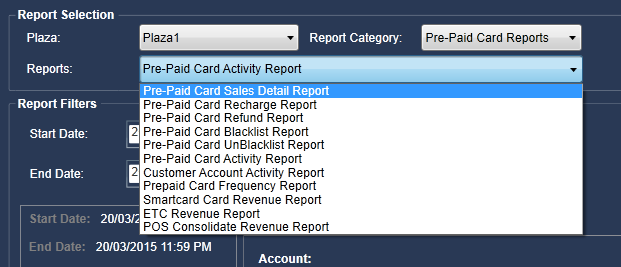 Report Selection
Plaza: Plaza1 Report Category: Pre-Paid Card Reports
Reports: Pre-Paid Card Activity Report
Pre-Paid Card Sales Detail Report
Report Filters
Pre-Paid Card Recharge Report
Pre-Paid Card Refund Report
Start Date: 2 Pre-Paid Card Blacklist Report
Pre-Paid Card UnBlacklist Report
Pre-Paid Card Activity Report
End Date: 2 Customer Account Activity Report
Prepaid Card Frequency Report
Smartcard Card Revenue Report
Start Date: 20/03/2 ETC Revenue Report
POS Consolidate Revenue Report
End Date: 20/03/2015 11:59 PM
Account: